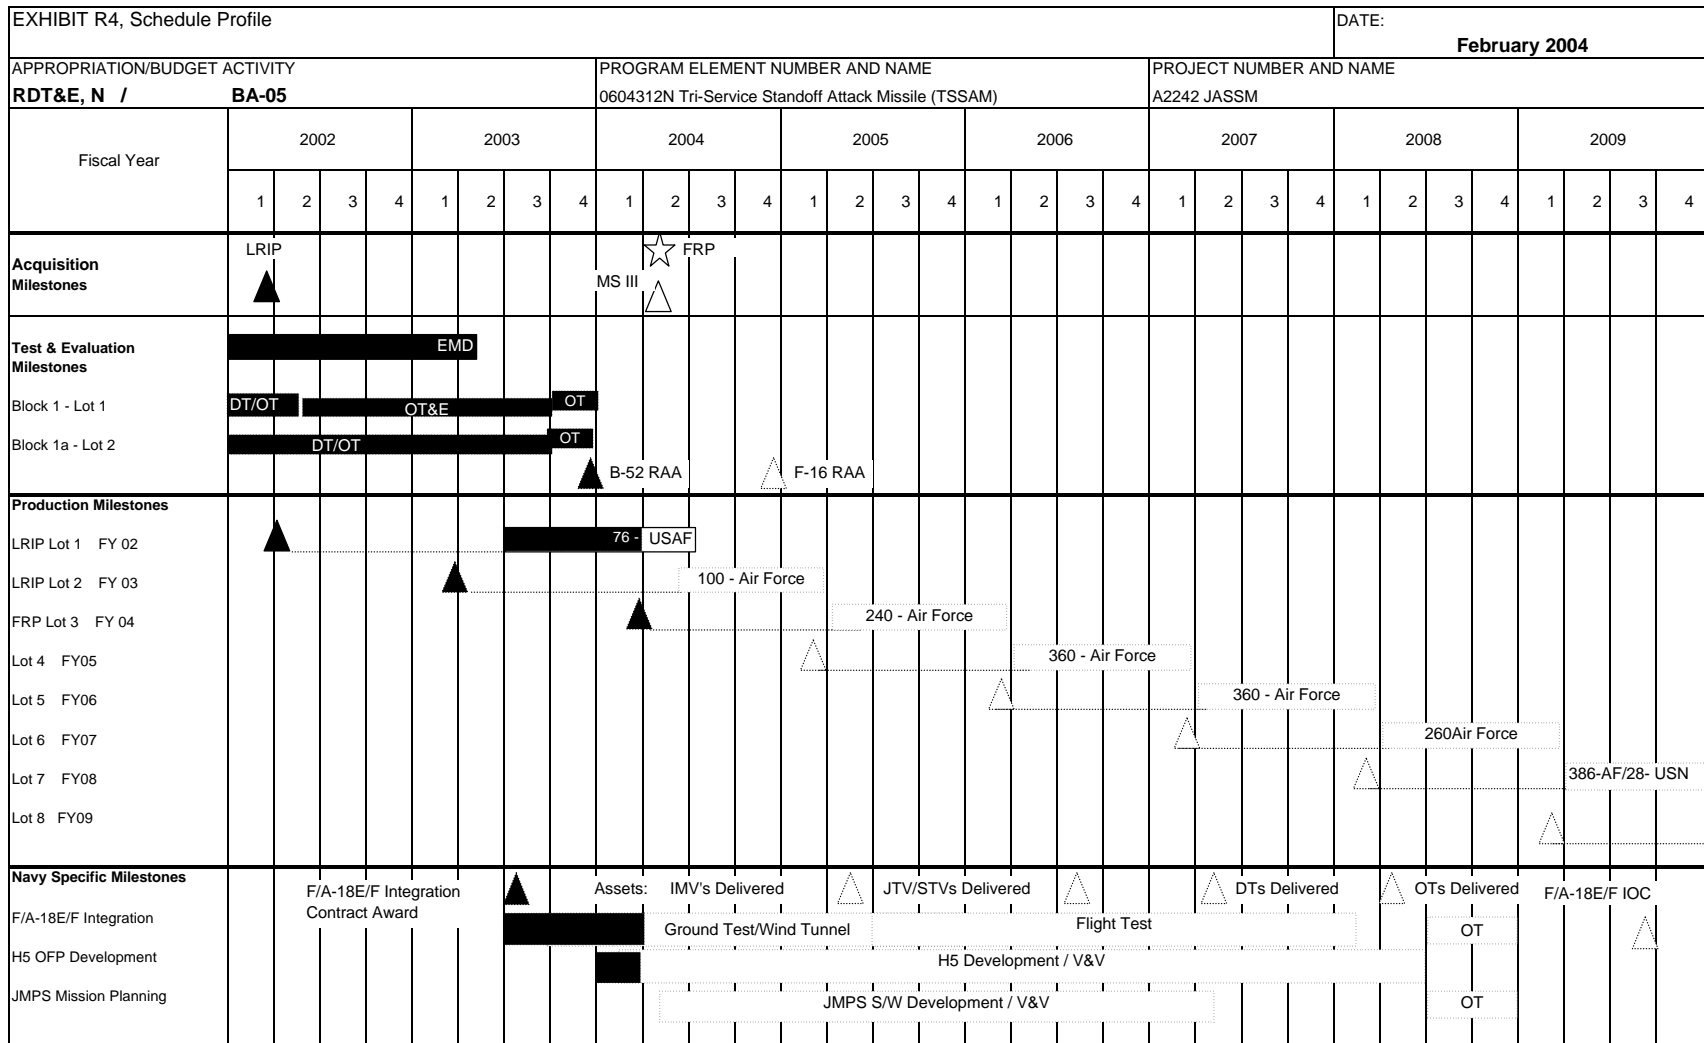 EXHIBIT R4, Schedule Profile
DATE:
February 2004
APPROPRIATION/BUDGET ACTIVITY
PROGRAM ELEMENT NUMBER AND NAME
PROJECT NUMBER AND NAME
RDT&E, N / BA-05
0604312N Tri-Service Standoff Attack Missile (TSSAM)
A2242 JASSM
Fiscal Year
2002 2003 2004 2005 2006 2007 2008 2009
1 2 3 4 1 2 3 4 1 2 3 4 1 2 3 4 1 2 3 4 1 2 3 4 1 2 3 4 1 2 3 4
LRIP
FRP
Acquisition
Milestones
MS III
EMD
Test & Evaluation
Milestones
Block 1 - Lot 1
DT/OT
OT&E
OT
Block 1a - Lot 2
DT/OT
OT
B-52 RAA
F-16 RAA
Production Milestones
LRIP Lot 1 FY 02
76 - USAF
LRIP Lot 2 FY 03
100 - Air Force
FRP Lot 3 FY 04
240 - Air Force
Lot 4 FY05
360 - Air Force
Lot 5 FY06
360 - Air Force
Lot 6 FY07
260Air Force
Lot 7 FY08
386-AF/28- USN
Lot 8 FY09
Navy Specific Milestones
F/A-18E/F Integration
Contract Award
Assets: IMV's Delivered
JTV/STVs Delivered
DTs Delivered
OTs Delivered
F/A-18E/F IOC
F/A-18E/F Integration
Ground Test/Wind Tunnel
Flight Test
OT
H5 OFP Development
H5 Development / V&V
JMPS Mission Planning
JMPS S/W Development / V&V
OT